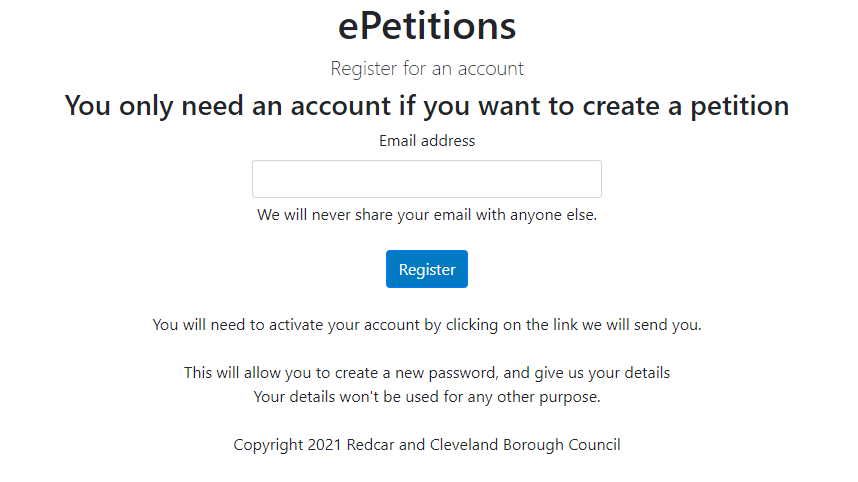 ePetitions
Register for an account
You only need an account if you want to create a petition
Email address
We will never share your email with anyone else.
Register
You will need to activate your account by clicking on the link we will send you.
This will allow you to create a new password, and give us your details
Your details won't be used for any other purpose.
Copyright 2021 Redcar and Cleveland Borough Council